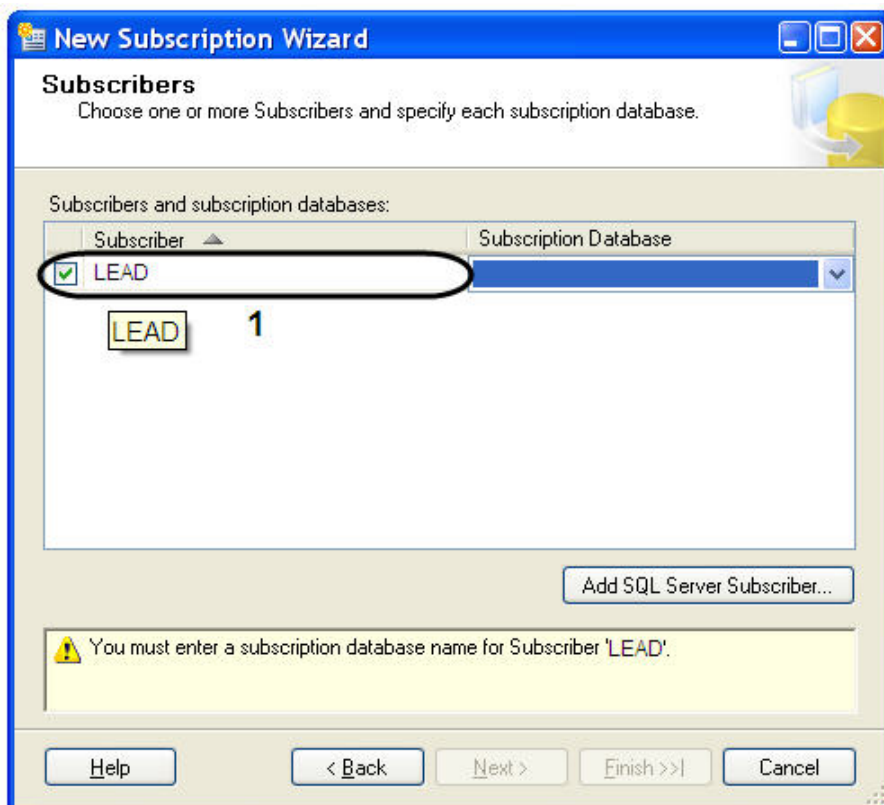 New Subscription Wizard
Subscribers
Choose one or more Subscribers and specify each subscription database.
Subscribers and subscription databases:
Subscriber Subscription Database
LEAD
LEAD 1
Add SQL Server Subscriber...
You must enter a subscription database name for Subscriber 'LEAD'.
Help < Back Next > Finish >>| Cancel